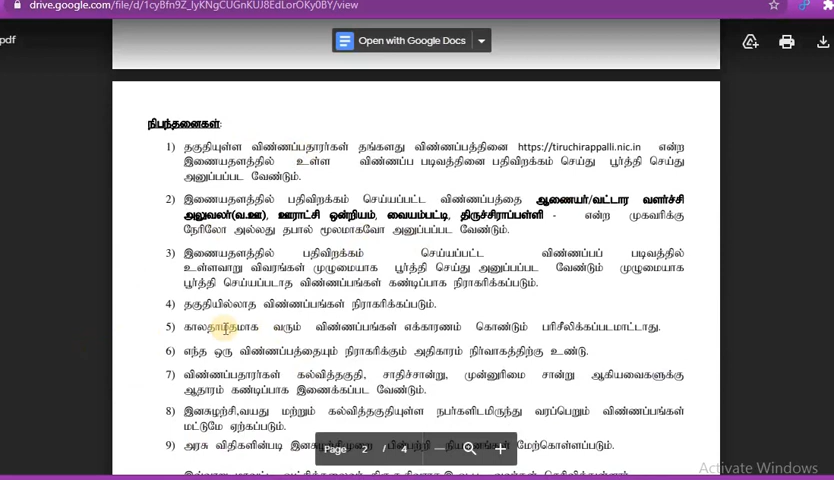 drive.google.com/file/d/1cyBfn9Z_IyKNgCUGnKUJ8EdLorOKy0BY/view
pdf
Open with Google Docs
நிபந்தனைகள்:
1) தகுதியுள்ள விண்ணப்பதாரர்கள் தங்களது விண்ணப்பத்தினை https://tiruchirappalli.nic.in என்ற
இணையதளத்தில் உள்ள விண்ணப்ப படிவத்தினை பதிவிறக்கம் செய்து பூர்த்தி செய்து
அனுப்பப்பட வேண்டும்.
2) இணையதளத்தில் பதிவிறக்கம் செய்யப்பட்ட விண்ணப்பத்தை ஆணையர்/வட்டார வளர்ச்சி
அலுவலர்(வ.ஊ), ஊராட்சி ஒன்றியம், வையம்பட்டி, திருச்சிராப்பள்ளி - என்ற முகவரிக்கு
நேரிலோ அல்லது தபால் மூலமாகவோ அனுப்பப்பட வேண்டும்.
3) இணையதளத்தில் பதிவிறக்கம் செய்யப்பட்ட விண்ணப்பப் படிவத்தில்
உள்ளவாறு விவரங்கள் முழுமையாக பூர்த்தி செய்து அனுப்பப்பட வேண்டும் முழுமையாக
பூர்த்தி செய்யப்படாத விண்ணப்பங்கள் கண்டிப்பாக நிராகரிக்கப்படும்.
4) தகுதியில்லாத விண்ணப்பங்கள் நிராகரிக்கப்படும்.
5) காலதாமதமாக வரும் விண்ணப்பங்கள் எக்காரணம் கொண்டும் பரிசீலிக்கப்படமாட்டாது.
6) எந்த ஒரு விண்ணப்பத்தையும் நிராகரிக்கும் அதிகாரம் நிர்வாகத்திற்கு உண்டு.
7) விண்ணப்பதாரர்கள் கல்வித்தகுதி, சாதிச்சான்று, முன்னுரிமை சான்று ஆகியவைகளுக்கு
ஆதாரம் கண்டிப்பாக இணைக்கப்பட வேண்டும்.
8) இனசுழற்சி,வயது மற்றும் கல்வித்தகுதியுள்ள நபர்களிடமிருந்து வரப்பெறும் விண்ணப்பங்கள்
மட்டுமே ஏற்கப்படும்.
9) அரசு விதிகளின்படி இனசுழற்சிமுறை பின்பற்றி நியமனங்கள் மேற்கொள்ளப்படும்.
Page 2 / 4
Activate Windows